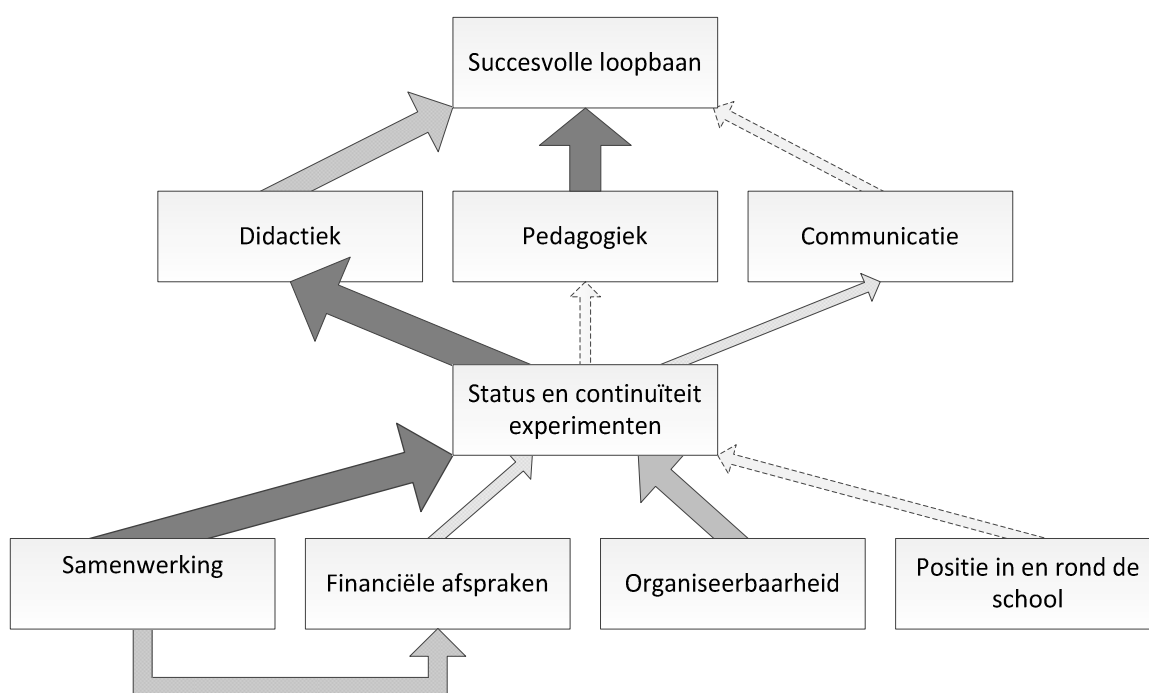 Succesvolle loopbaan
Didactiek
Pedagogiek
Communicatie
Status en continuïteit
experimenten
Samenwerking
Financiële afspraken
Organiseerbaarheid
Positie in en rond de
school